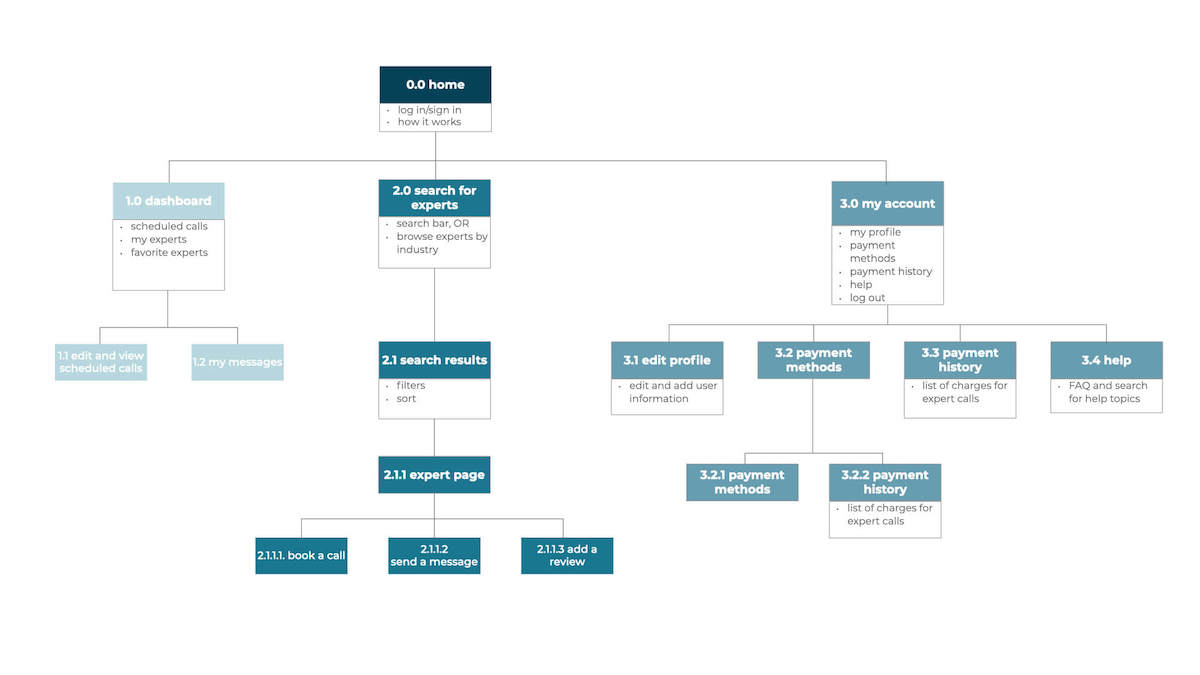 0.0 home
• log in/sign in
• how it works
1.0 dashboard
• scheduled calls
• my experts
• favorite experts
1.1 edit and view
scheduled calls
1.2 my messages
2.0 search for
experts
• search bar, OR
• browse experts by
industry
2.1 search results
• filters
• sort
2.1.1 expert page
2.1.1.1. book a call
2.1.1.2
send a message
2.1.1.3 add a
review
3.0 my account
• my profile
• payment
methods
• payment history
• help
• log out
3.1 edit profile
• edit and add user
information
3.2 payment
methods
3.2.1 payment
methods
3.2.2 payment
history
• list of charges for
expert calls
3.3 payment
history
• list of charges for
expert calls
3.4 help
• FAQ and search
for help topics